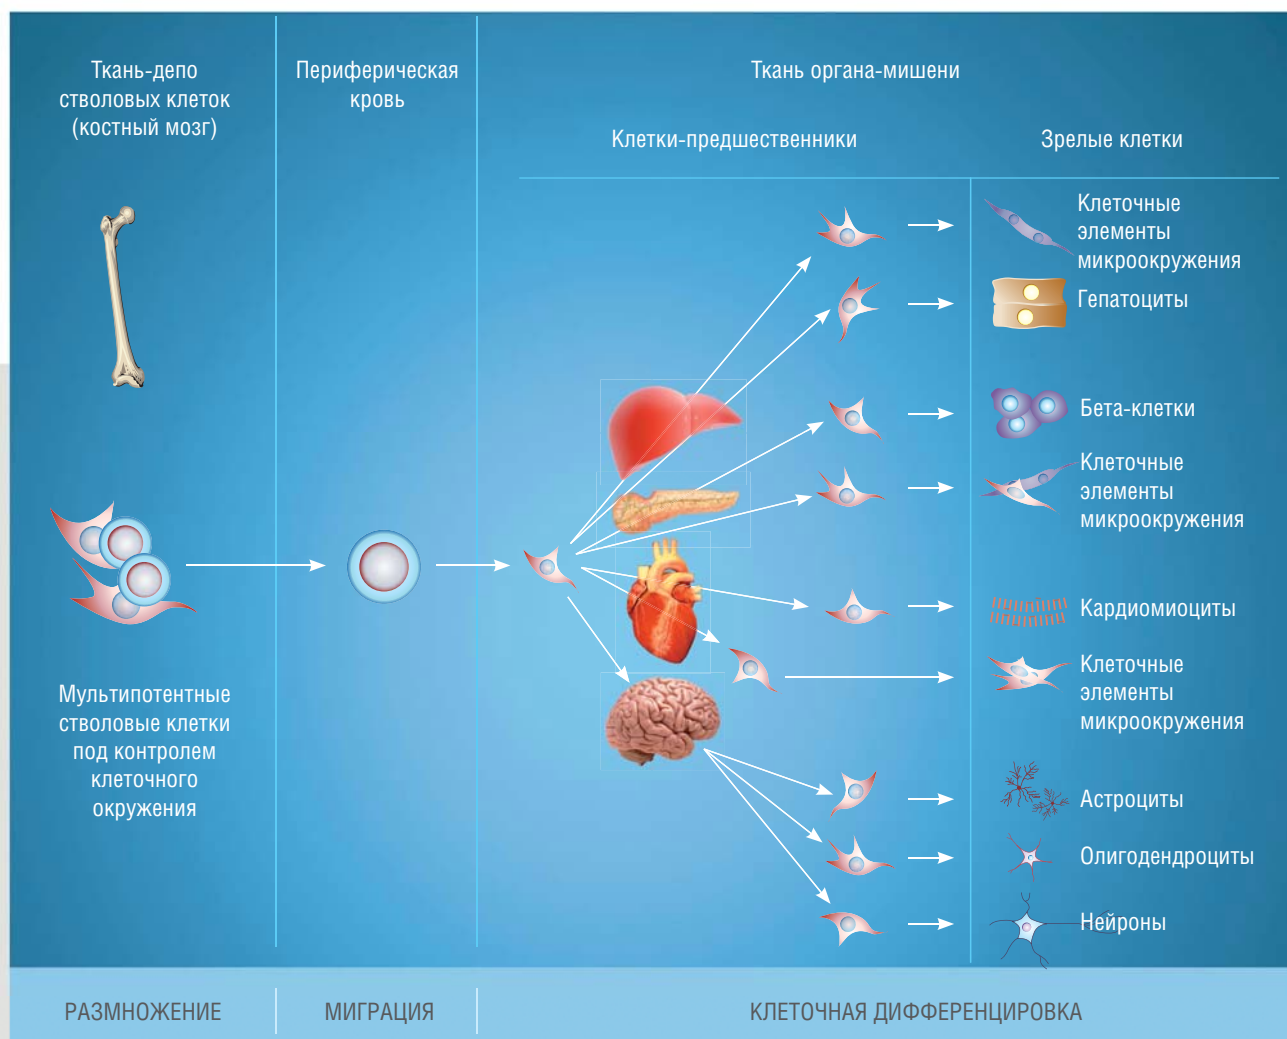 Ткань-депо
стволовых клеток
(костный мозг)
Периферическая
кровь
Ткань органа-мишени
Клетки-предшественники
Зрелые клетки
Клеточные
элементы
микроокружения
Гепатоциты
Бета-клетки
Клеточные
элементы
микроокружения
Кардиомиоциты
Клеточные
элементы
микроокружения
Астроциты
Олигодендроциты
Нейроны
Мультипотентные
стволовые клетки
под контролем
клеточного
окружения
РАЗМНОЖЕНИЕ
МИГРАЦИЯ
КЛЕТОЧНАЯ ДИФФЕРЕНЦИРОВКА